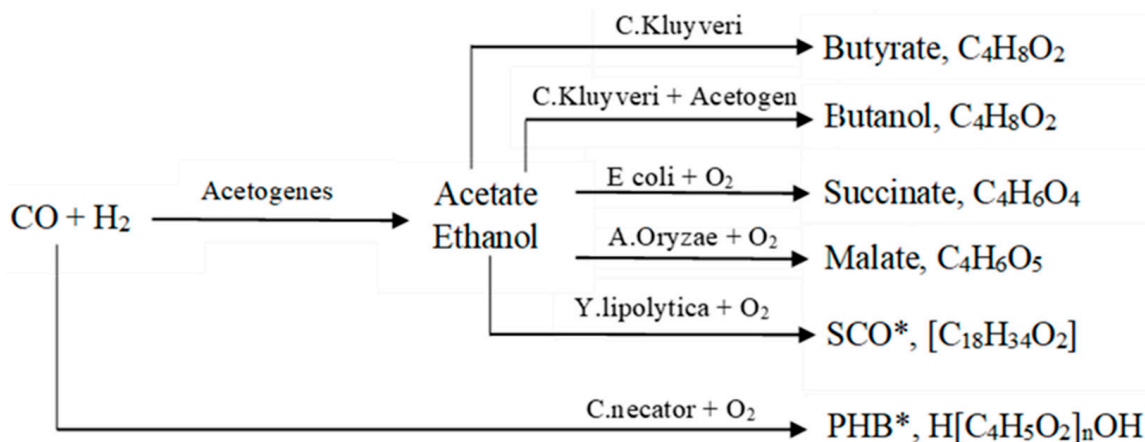 C.Kluyveri
Butyrate, C₄H₈O₂
C.Kluyveri + Acetogen
Butanol, C₄H₈O₂
Acetogenes
CO + H₂
Acetate
Ethanol
E coli + O₂
Succinate, C₄H₆O₄
A.Oryzae + O₂
Malate, C₄H₆O₅
Y.lipolytica + O₂
SCO*, [C₁₈H₃₄O₂]
C.necator + O₂
PHB*, H[C₄H₅O₂]ₙOH